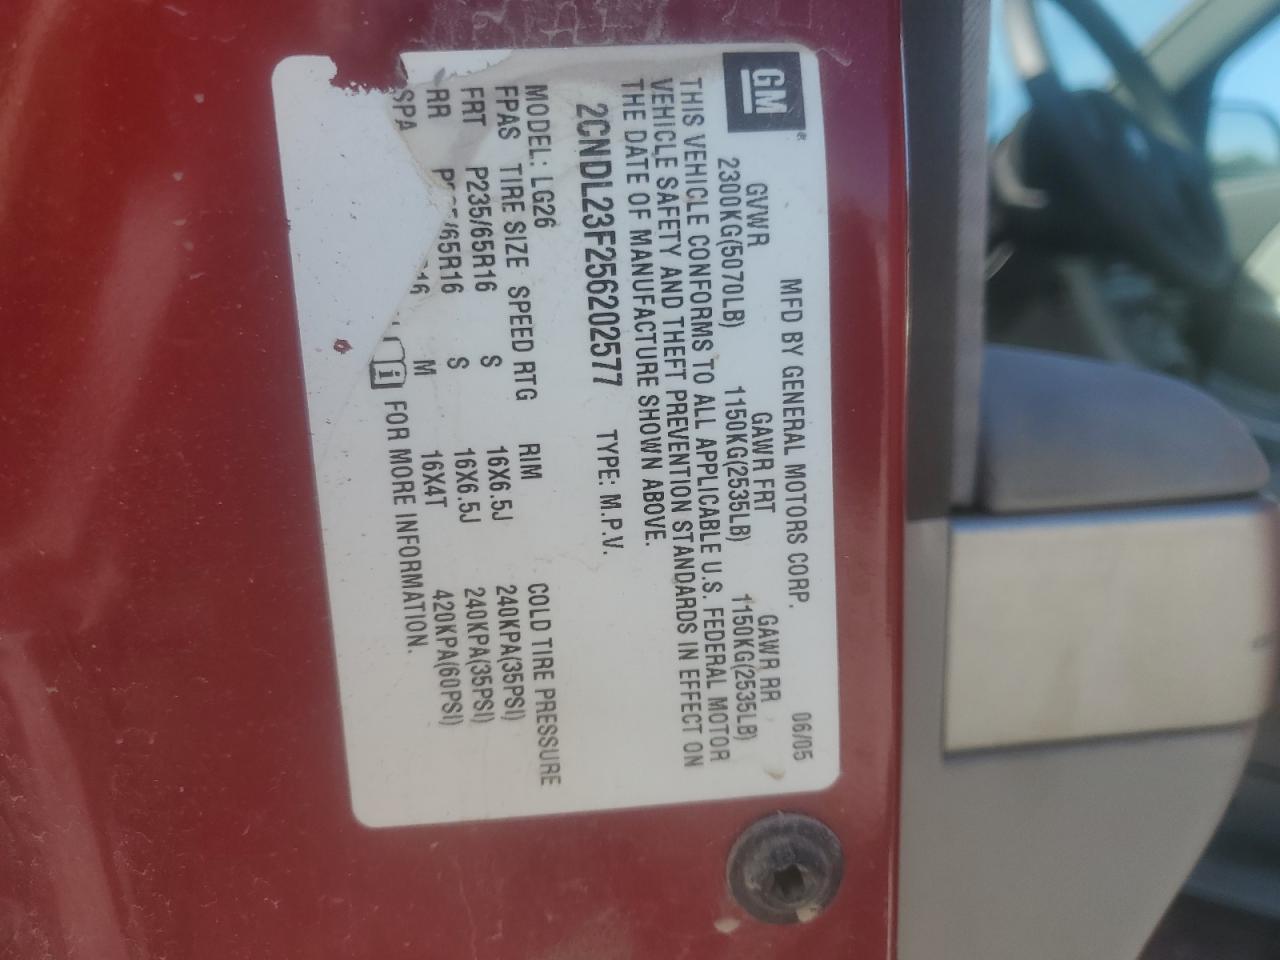 GM
MFD BY GENERAL MOTORS CORP. 06/05
GVWR GAWR FRT GAWR RR
2300KG(5070LB) 1150KG(2535LB) 1150KG(2535LB)
THIS VEHICLE CONFORMS TO ALL APPLICABLE U.S. FEDERAL MOTOR
VEHICLE SAFETY AND THEFT PREVENTION STANDARDS IN EFFECT ON
THE DATE OF MANUFACTURE SHOWN ABOVE.
2CNDL23F256202577 TYPE: M.P.V.
MODEL: LG26
FPAS TIRE SIZE SPEED RTG RIM COLD TIRE PRESSURE
FRT P235/65R16 S 16X6.5J 240KPA(35PSI)
RR /65R16 S 16X6.5J 240KPA(35PSI)
SPA 16 M 16X4T 420KPA(60PSI)
i FOR MORE INFORMATION.